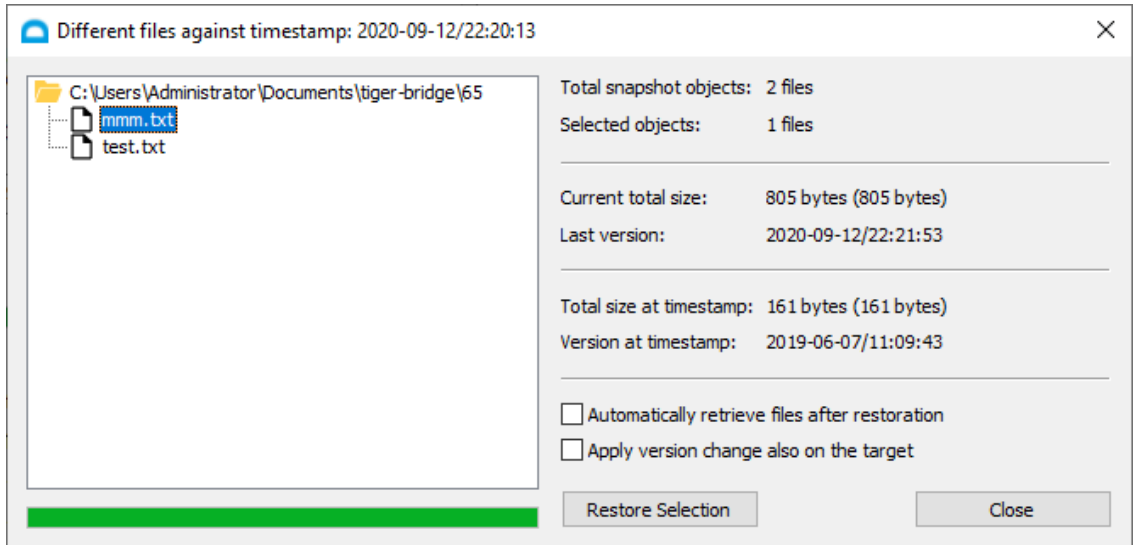 Different files against timestamp: 2020-09-12/22:20:13
C:\Users\Administrator\Documents\tiger-bridge\65
mmm.txt
test.txt
Total snapshot objects: 2 files
Selected objects: 1 files
Current total size: 805 bytes (805 bytes)
Last version: 2020-09-12/22:21:53
Total size at timestamp: 161 bytes (161 bytes)
Version at timestamp: 2019-06-07/11:09:43
Automatically retrieve files after restoration
Apply version change also on the target
Restore Selection
Close